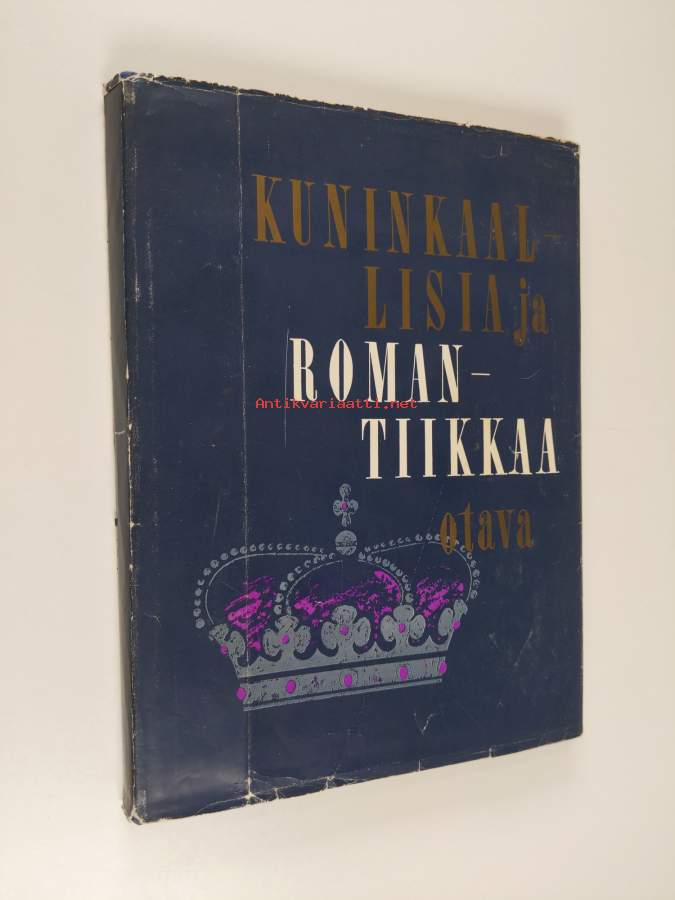 KUNINKAAL-
LISIA ja
ROMAN-
Antikvariaatti.net
TIIKKAA
otava